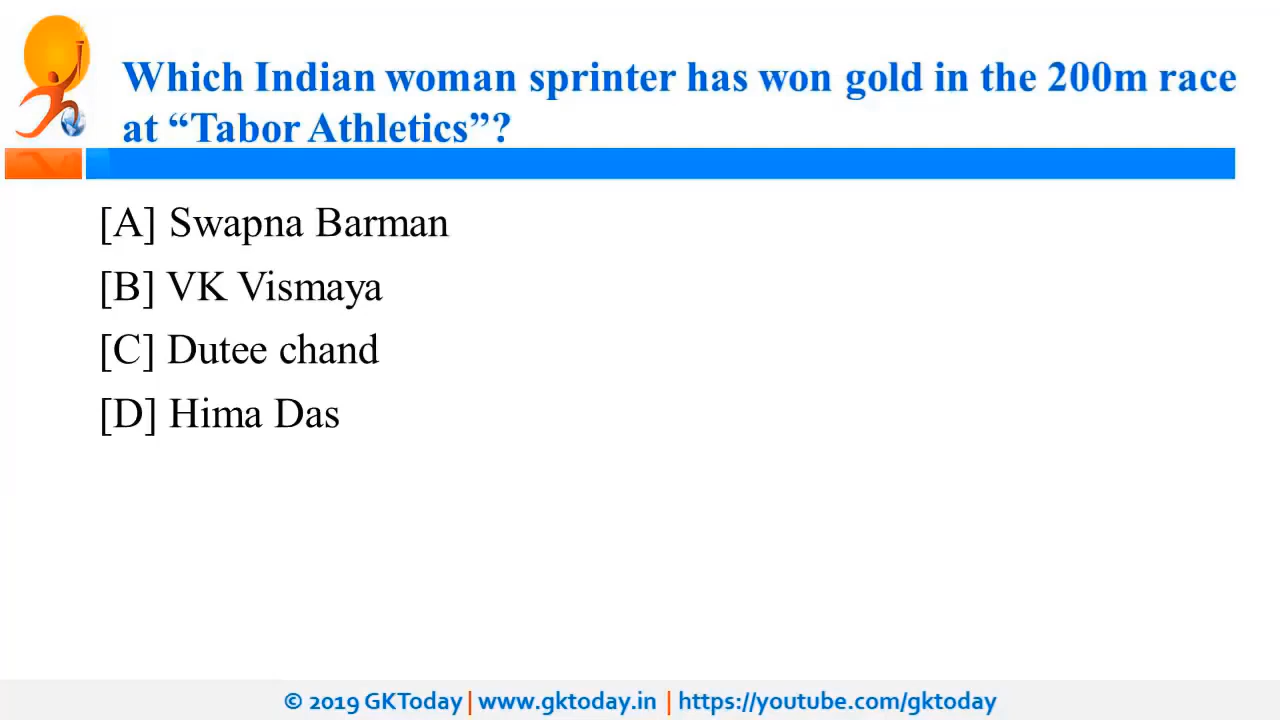 Which Indian woman sprinter has won gold in the 200m race
at “Tabor Athletics”?
[A] Swapna Barman
[B] VK Vismaya
[C] Dutee chand
[D] Hima Das
© 2019 GKToday | www.gktoday.in | https://youtube.com/gktoday